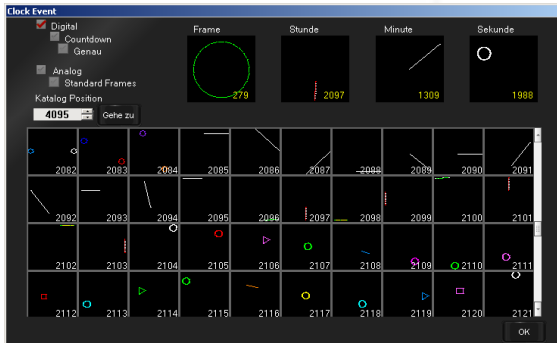 Clock Event
Digital
Countdown
Genau
Analog
Standard Frames
Katalog Position
4095 Gehe zu
Frame Stunde Minute Sekunde
279 2097 1309 1988
2082 2083 2084 2085 2086 2087 2088 2089 2090 2091
2092 2093 2094 2095 2096 2097 2098 2099 2100 2101
2102 2103 2104 2105 2106 2107 2108 2109 2110 2111
2112 2113 2114 2115 2116 2117 2118 2119 2120 2121
OK